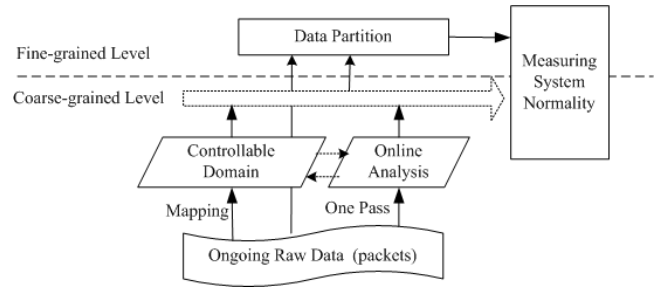 Data Partition
Fine-grained Level
Measuring
System
Normality
Coarse-grained Level
Controllable
Domain
Online
Analysis
Mapping
One Pass
Ongoing Raw Data (packets)